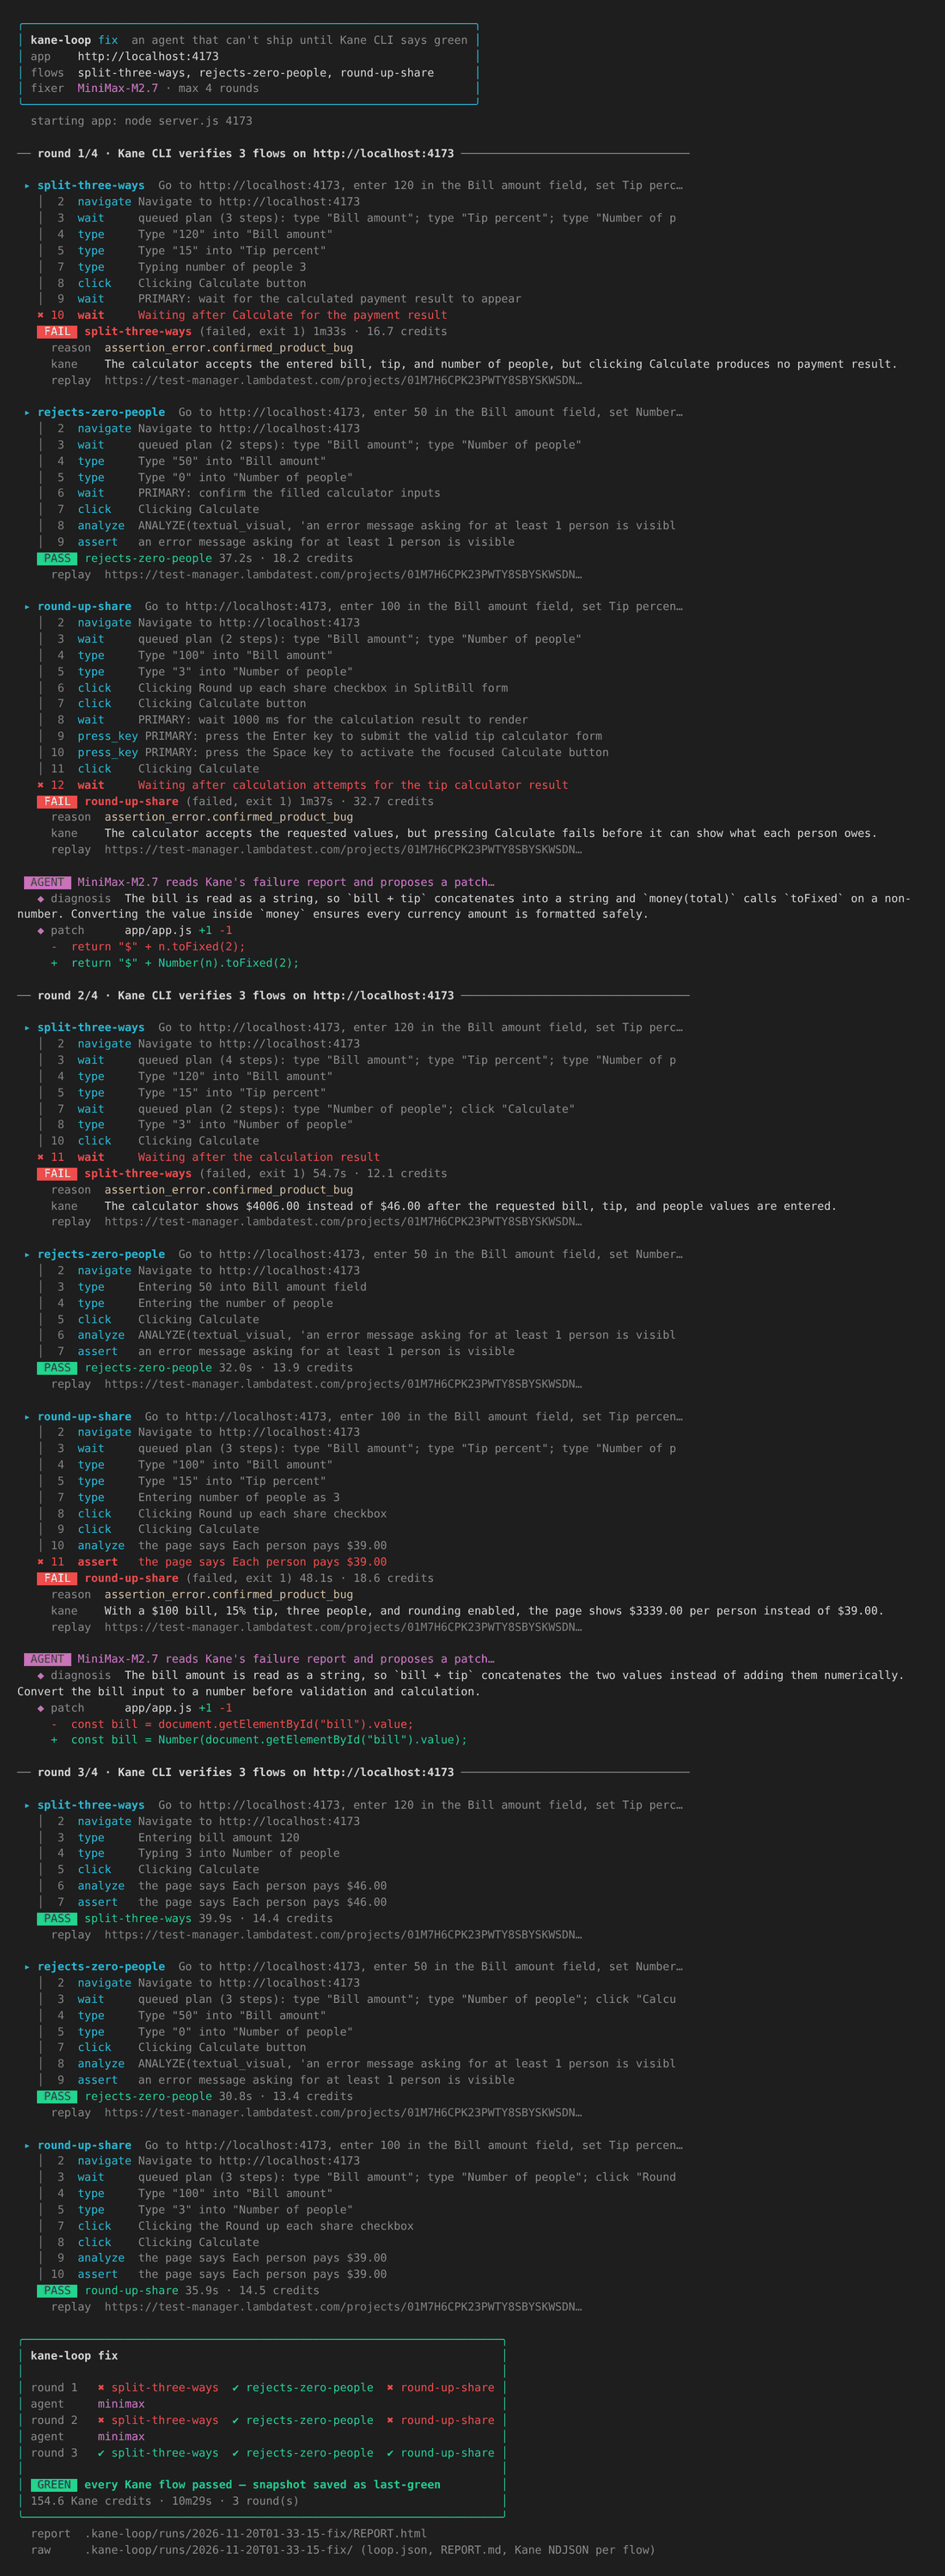 kane-loop fix  an agent that can't ship until Kane CLI says green
app    http://localhost:4173
flows  split-three-ways, rejects-zero-people, round-up-share
fixer  MiniMax-M2.7 · max 4 rounds
starting app: node server.js 4173
── round 1/4 · Kane CLI verifies 3 flows on http://localhost:4173 ──
▸ split-three-ways  Go to http://localhost:4173, enter 120 in the Bill amount field, set Tip perc…
│  2  navigate Navigate to http://localhost:4173
│  3  wait     queued plan (3 steps): type "Bill amount"; type "Tip percent"; type "Number of p
│  4  type     Type "120" into "Bill amount"
│  5  type     Type "15" into "Tip percent"
│  7  type     Typing number of people 3
│  8  click    Clicking Calculate button
│  9  wait     PRIMARY: wait for the calculated payment result to appear
✖ 10  wait     Waiting after Calculate for the payment result
FAIL  split-three-ways (failed, exit 1) 1m33s · 16.7 credits
reason  assertion_error.confirmed_product_bug
kane    The calculator accepts the entered bill, tip, and number of people, but clicking Calculate produces no payment result.
replay  https://test-manager.lambdatest.com/projects/01M7H6CPK23PWTY8SBYSKWSDN…
▸ rejects-zero-people  Go to http://localhost:4173, enter 50 in the Bill amount field, set Number…
│  2  navigate Navigate to http://localhost:4173
│  3  wait     queued plan (2 steps): type "Bill amount"; type "Number of people"
│  4  type     Type "50" into "Bill amount"
│  5  type     Type "0" into "Number of people"
│  6  wait     PRIMARY: confirm the filled calculator inputs
│  7  click    Clicking Calculate
│  8  analyze  ANALYZE(textual_visual, 'an error message asking for at least 1 person is visibl
│  9  assert   an error message asking for at least 1 person is visible
PASS  rejects-zero-people 37.2s · 18.2 credits
replay  https://test-manager.lambdatest.com/projects/01M7H6CPK23PWTY8SBYSKWSDN…
▸ round-up-share  Go to http://localhost:4173, enter 100 in the Bill amount field, set Tip percen…
│  2  navigate Navigate to http://localhost:4173
│  3  wait     queued plan (2 steps): type "Bill amount"; type "Number of people"
│  4  type     Type "100" into "Bill amount"
│  5  type     Type "3" into "Number of people"
│  6  click    Clicking Round up each share checkbox in SplitBill form
│  7  click    Clicking Calculate button
│  8  wait     PRIMARY: wait 1000 ms for the calculation result to render
│  9  press_key PRIMARY: press the Enter key to submit the valid tip calculator form
│ 10  press_key PRIMARY: press the Space key to activate the focused Calculate button
│ 11  click    Clicking Calculate
✖ 12  wait     Waiting after calculation attempts for the tip calculator result
FAIL  round-up-share (failed, exit 1) 1m37s · 32.7 credits
reason  assertion_error.confirmed_product_bug
kane    The calculator accepts the requested values, but pressing Calculate fails before it can show what each person owes.
replay  https://test-manager.lambdatest.com/projects/01M7H6CPK23PWTY8SBYSKWSDN…
AGENT  MiniMax-M2.7 reads Kane's failure report and proposes a patch…
◆ diagnosis  The bill is read as a string, so `bill + tip` concatenates into a string and `money(total)` calls `toFixed` on a non-
number. Converting the value inside `money` ensures every currency amount is formatted safely.
◆ patch      app/app.js +1 -1
-  return "$" + n.toFixed(2);
+  return "$" + Number(n).toFixed(2);
── round 2/4 · Kane CLI verifies 3 flows on http://localhost:4173 ──
▸ split-three-ways  Go to http://localhost:4173, enter 120 in the Bill amount field, set Tip perc…
│  2  navigate Navigate to http://localhost:4173
│  3  wait     queued plan (4 steps): type "Bill amount"; type "Tip percent"; type "Number of p
│  4  type     Type "120" into "Bill amount"
│  5  type     Type "15" into "Tip percent"
│  7  wait     queued plan (2 steps): type "Number of people"; click "Calculate"
│  8  type     Type "3" into "Number of people"
│ 10  click    Clicking Calculate
✖ 11  wait     Waiting after the calculation result
FAIL  split-three-ways (failed, exit 1) 54.7s · 12.1 credits
reason  assertion_error.confirmed_product_bug
kane    The calculator shows $4006.00 instead of $46.00 after the requested bill, tip, and people values are entered.
replay  https://test-manager.lambdatest.com/projects/01M7H6CPK23PWTY8SBYSKWSDN…
▸ rejects-zero-people  Go to http://localhost:4173, enter 50 in the Bill amount field, set Number…
│  2  navigate Navigate to http://localhost:4173
│  3  type     Entering 50 into Bill amount field
│  4  type     Entering the number of people
│  5  click    Clicking Calculate
│  6  analyze  ANALYZE(textual_visual, 'an error message asking for at least 1 person is visibl
│  7  assert   an error message asking for at least 1 person is visible
PASS  rejects-zero-people 32.0s · 13.9 credits
replay  https://test-manager.lambdatest.com/projects/01M7H6CPK23PWTY8SBYSKWSDN…
▸ round-up-share  Go to http://localhost:4173, enter 100 in the Bill amount field, set Tip percen…
│  2  navigate Navigate to http://localhost:4173
│  3  wait     queued plan (3 steps): type "Bill amount"; type "Tip percent"; type "Number of p
│  4  type     Type "100" into "Bill amount"
│  5  type     Type "15" into "Tip percent"
│  7  type     Entering number of people as 3
│  8  click    Clicking Round up each share checkbox
│  9  click    Clicking Calculate
│ 10  analyze  the page says Each person pays $39.00
✖ 11  assert   the page says Each person pays $39.00
FAIL  round-up-share (failed, exit 1) 48.1s · 18.6 credits
reason  assertion_error.confirmed_product_bug
kane    With a $100 bill, 15% tip, three people, and rounding enabled, the page shows $3339.00 per person instead of $39.00.
replay  https://test-manager.lambdatest.com/projects/01M7H6CPK23PWTY8SBYSKWSDN…
AGENT  MiniMax-M2.7 reads Kane's failure report and proposes a patch…
◆ diagnosis  The bill amount is read as a string, so `bill + tip` concatenates the two values instead of adding them numerically.
Convert the bill input to a number before validation and calculation.
◆ patch      app/app.js +1 -1
-  const bill = document.getElementById("bill").value;
+  const bill = Number(document.getElementById("bill").value);
── round 3/4 · Kane CLI verifies 3 flows on http://localhost:4173 ──
▸ split-three-ways  Go to http://localhost:4173, enter 120 in the Bill amount field, set Tip perc…
│  2  navigate Navigate to http://localhost:4173
│  3  type     Entering bill amount 120
│  4  type     Typing 3 into Number of people
│  5  click    Clicking Calculate
│  6  analyze  the page says Each person pays $46.00
│  7  assert   the page says Each person pays $46.00
PASS  split-three-ways 39.9s · 14.4 credits
replay  https://test-manager.lambdatest.com/projects/01M7H6CPK23PWTY8SBYSKWSDN…
▸ rejects-zero-people  Go to http://localhost:4173, enter 50 in the Bill amount field, set Number…
│  2  navigate Navigate to http://localhost:4173
│  3  wait     queued plan (3 steps): type "Bill amount"; type "Number of people"; click "Calcu
│  4  type     Type "50" into "Bill amount"
│  5  type     Type "0" into "Number of people"
│  7  click    Clicking Calculate button
│  8  analyze  ANALYZE(textual_visual, 'an error message asking for at least 1 person is visibl
│  9  assert   an error message asking for at least 1 person is visible
PASS  rejects-zero-people 30.8s · 13.4 credits
replay  https://test-manager.lambdatest.com/projects/01M7H6CPK23PWTY8SBYSKWSDN…
▸ round-up-share  Go to http://localhost:4173, enter 100 in the Bill amount field, set Tip percen…
│  2  navigate Navigate to http://localhost:4173
│  3  wait     queued plan (3 steps): type "Bill amount"; type "Number of people"; click "Round
│  4  type     Type "100" into "Bill amount"
│  5  type     Type "3" into "Number of people"
│  7  click    Clicking the Round up each share checkbox
│  8  click    Clicking Calculate
│  9  analyze  the page says Each person pays $39.00
│ 10  assert   the page says Each person pays $39.00
PASS  round-up-share 35.9s · 14.5 credits
replay  https://test-manager.lambdatest.com/projects/01M7H6CPK23PWTY8SBYSKWSDN…
kane-loop fix
round 1   ✖ split-three-ways  ✔ rejects-zero-people  ✖ round-up-share
agent     minimax
round 2   ✖ split-three-ways  ✔ rejects-zero-people  ✖ round-up-share
agent     minimax
round 3   ✔ split-three-ways  ✔ rejects-zero-people  ✔ round-up-share
GREEN  every Kane flow passed — snapshot saved as last-green
154.6 Kane credits · 10m29s · 3 round(s)
report  .kane-loop/runs/2026-11-20T01-33-15-fix/REPORT.html
raw     .kane-loop/runs/2026-11-20T01-33-15-fix/ (loop.json, REPORT.md, Kane NDJSON per flow)